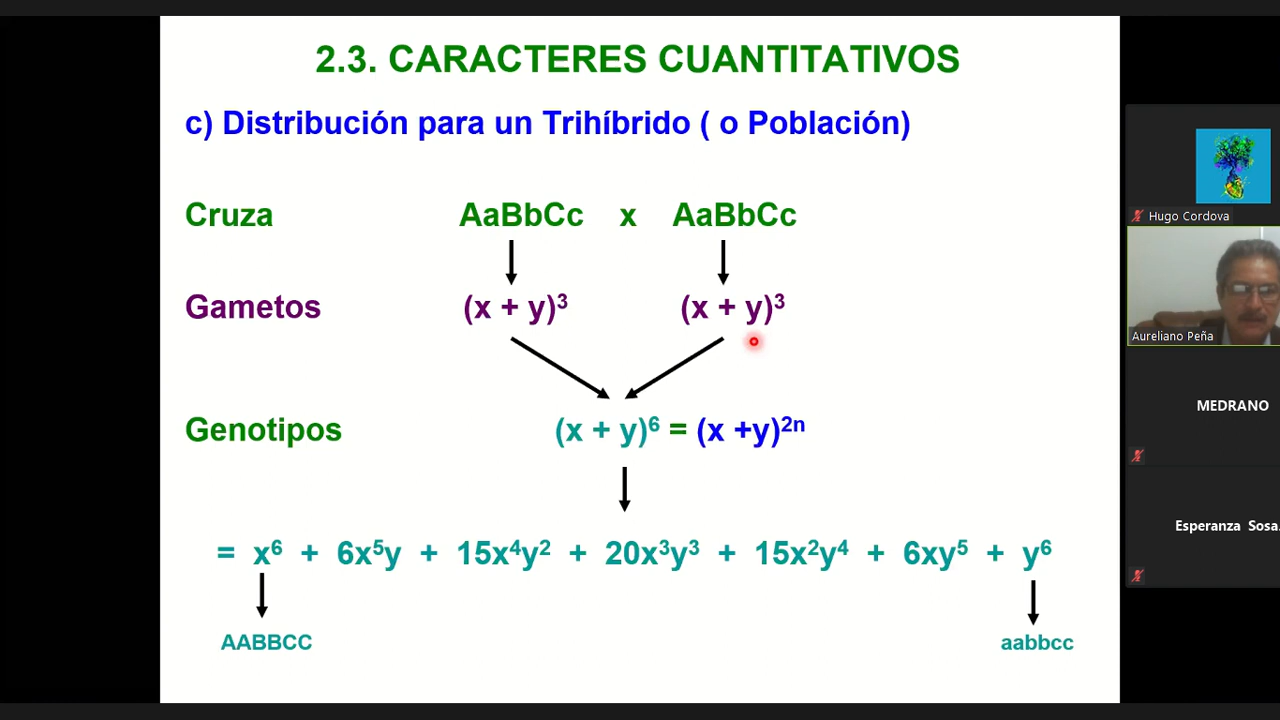 2.3. CARACTERES CUANTITATIVOS
c) Distribución para un Trihíbrido ( o Población)
Cruza AaBbCc x AaBbCc
Gametos (x + y)³ (x + y)³
Genotipos (x + y)⁶ = (x +y)²ⁿ
= x⁶ + 6x⁵y + 15x⁴y² + 20x³y³ + 15x²y⁴ + 6xy⁵ + y⁶
AABBCC aabbcc
Hugo Cordova
Aureliano Peña
MEDRANO
Esperanza Sosa